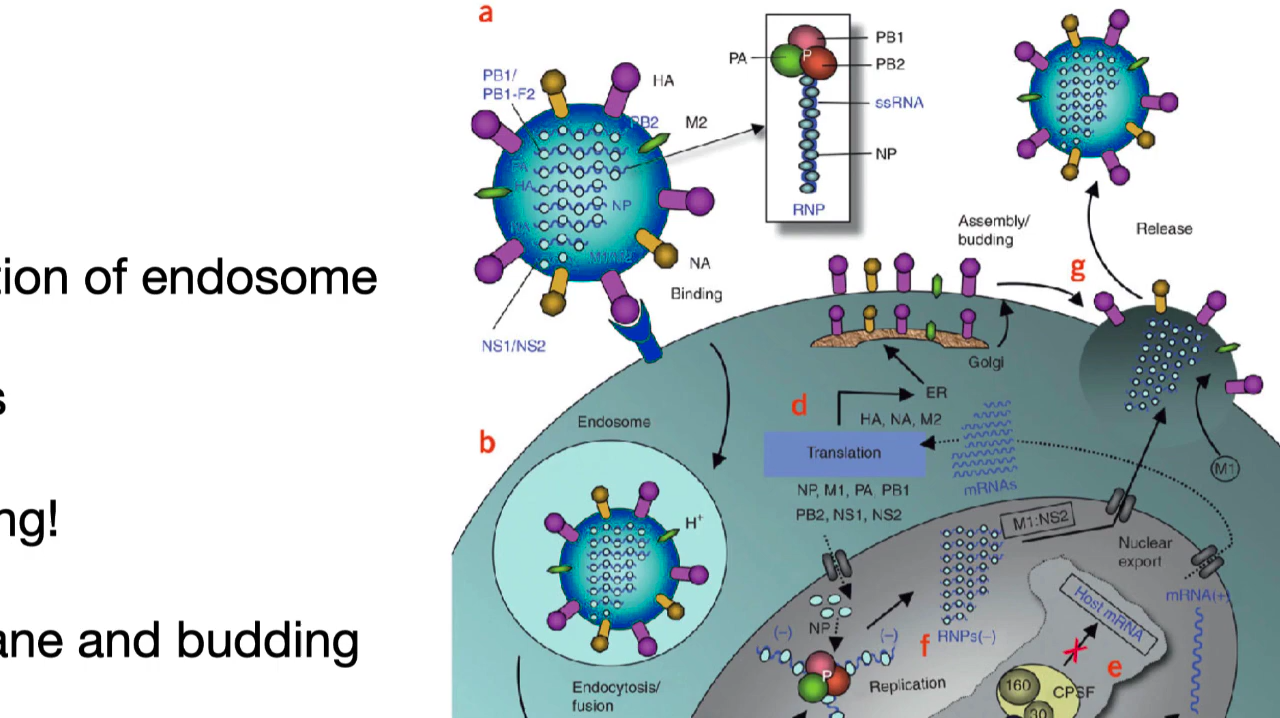 tion of endosome
s
ng!
ane and budding
a
PB1/
PB1-F2
HA
PB2
M2
PA
HA
NP
NA
Binding
NS1/NS2
PA
P
PB1
PB2
ssRNA
NP
RNP
Assembly/
budding
Release
g
Golgi
ER
d
HA, NA, M2
Translation
mRNAs
NP, M1, PA, PB1
PB2, NS1, NS2
M1
Endosome
b
H+
Endocytosis/
fusion
M1:NS2
Nuclear
export
mRNA(+)
Host mRNA
NP
(–)
(–)
P
f
RNPs(–)
Replication
e
160
CPSF
30